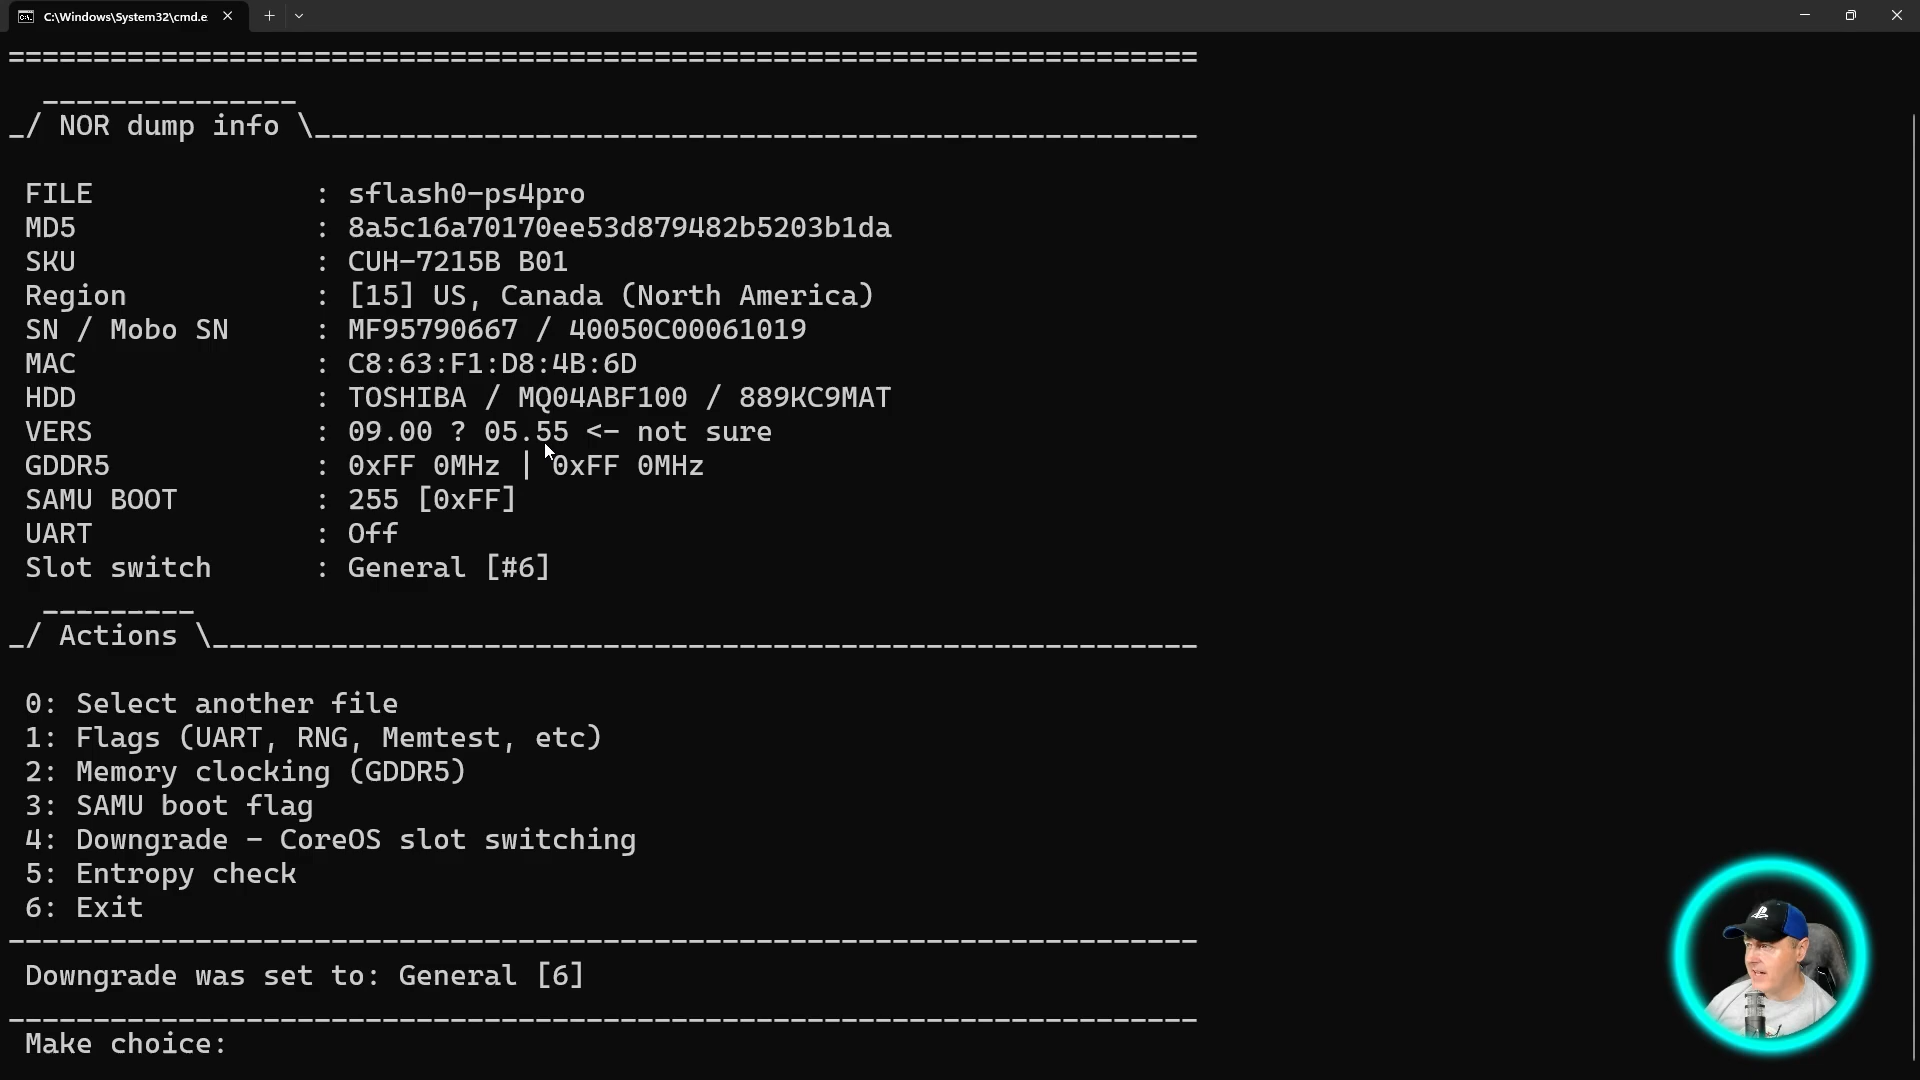 C:\Windows\System32\cmd.e
======================================================================
_/ NOR dump info \____________________________________________________
FILE : sflash0-ps4pro
MD5 : 8a5c16a70170ee53d879482b5203b1da
SKU : CUH-7215B B01
Region : [15] US, Canada (North America)
SN / Mobo SN : MF95790667 / 40050C00061019
MAC : C8:63:F1:D8:4B:6D
HDD : TOSHIBA / MQ04ABF100 / 889KC9MAT
VERS : 09.00 ? 05.55 <- not sure
GDDR5 : 0xFF 0MHz | 0xFF 0MHz
SAMU BOOT : 255 [0xFF]
UART : Off
Slot switch : General [#6]
_/ Actions \__________________________________________________________
0: Select another file
1: Flags (UART, RNG, Memtest, etc)
2: Memory clocking (GDDR5)
3: SAMU boot flag
4: Downgrade - CoreOS slot switching
5: Entropy check
6: Exit
----------------------------------------------------------------------
Downgrade was set to: General [6]
______________________________________________________________________
Make choice: